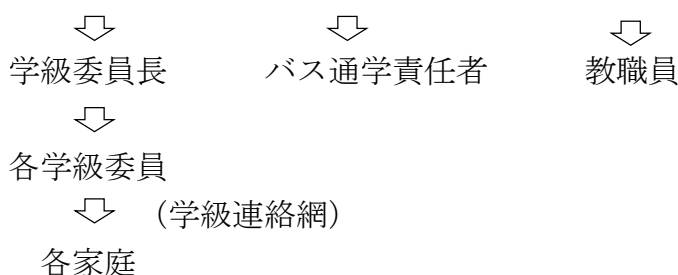 学級委員長　バス通学責任者　教職員
各学級委員
（学級連絡網）
各家庭